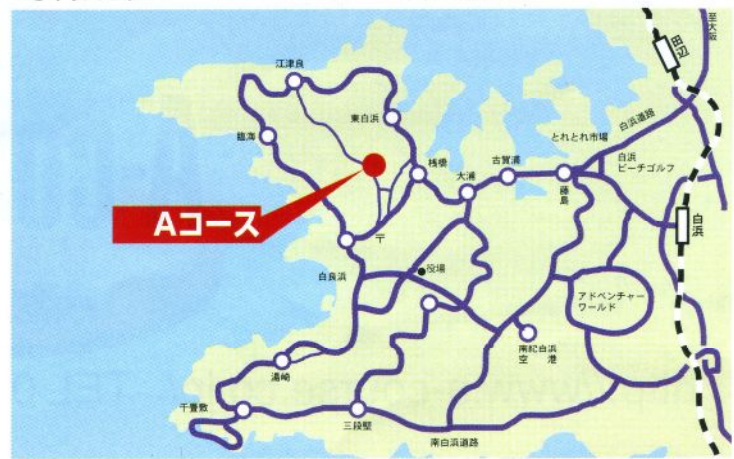 至大阪
田辺
江津良
東白浜
白浜道路
とれとれ市場
臨海
桟橋
古賀浦
大浦
藤島
白浜
ビーチゴルフ
Aコース
〒
白浜
白良浜
役場
アドベンチャー
ワールド
南紀白浜
空港
湯崎
千畳敷
三段壁
南白浜道路